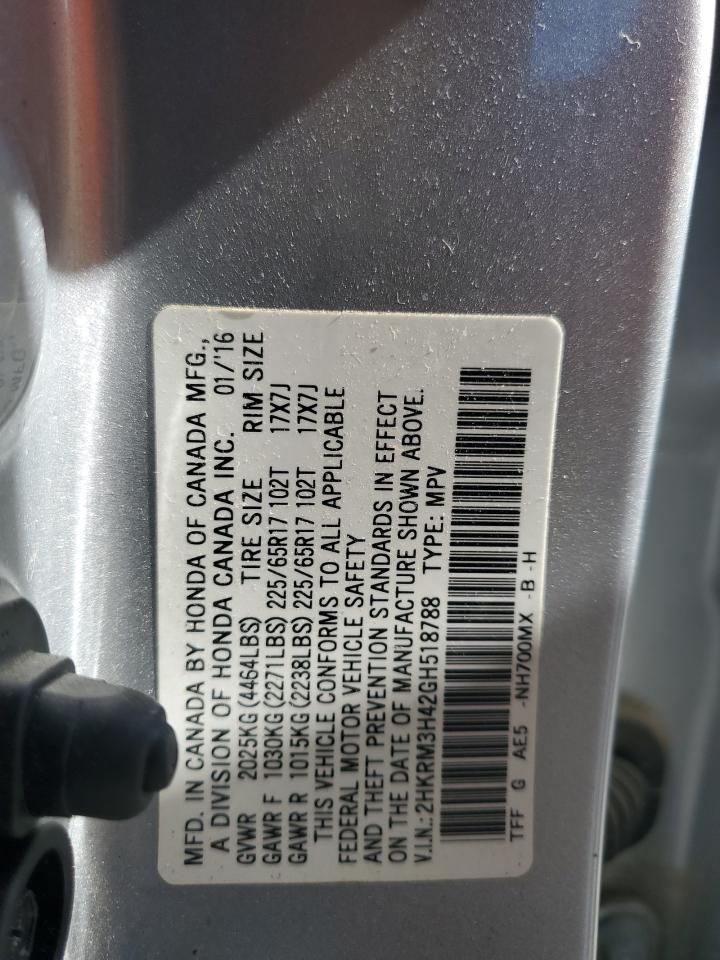 MFD. IN CANADA BY HONDA OF CANADA MFG.,
A DIVISION OF HONDA CANADA INC. 01/'16
GVWR 2025KG(4464LBS) TIRE SIZE RIM SIZE
GAWR F 1030KG(2271LBS) 225/65R17 102T 17X7J
GAWR R 1015KG(2238LBS) 225/65R17 102T 17X7J
THIS VEHICLE CONFORMS TO ALL APPLICABLE
FEDERAL MOTOR VEHICLE SAFETY
AND THEFT PREVENTION STANDARDS IN EFFECT
ON THE DATE OF MANUFACTURE SHOWN ABOVE.
V.I.N.:2HKRM3H42GH518788 TYPE: MPV
TFF G AE5 -NH700MX -B-H